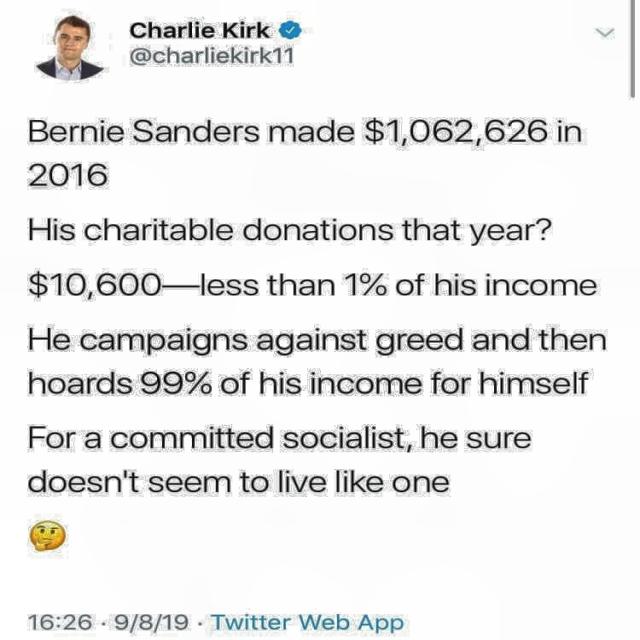 Charlie Kirk
@charliekirk11
Bernie Sanders made $1,062,626 in
2016
His charitable donations that year?
$10,600—less than 1% of his income
He campaigns against greed and then
hoards 99% of his income for himself
For a committed socialist, he sure
doesn't seem to live like one
🤔
16:26 · 9/8/19 · Twitter Web App